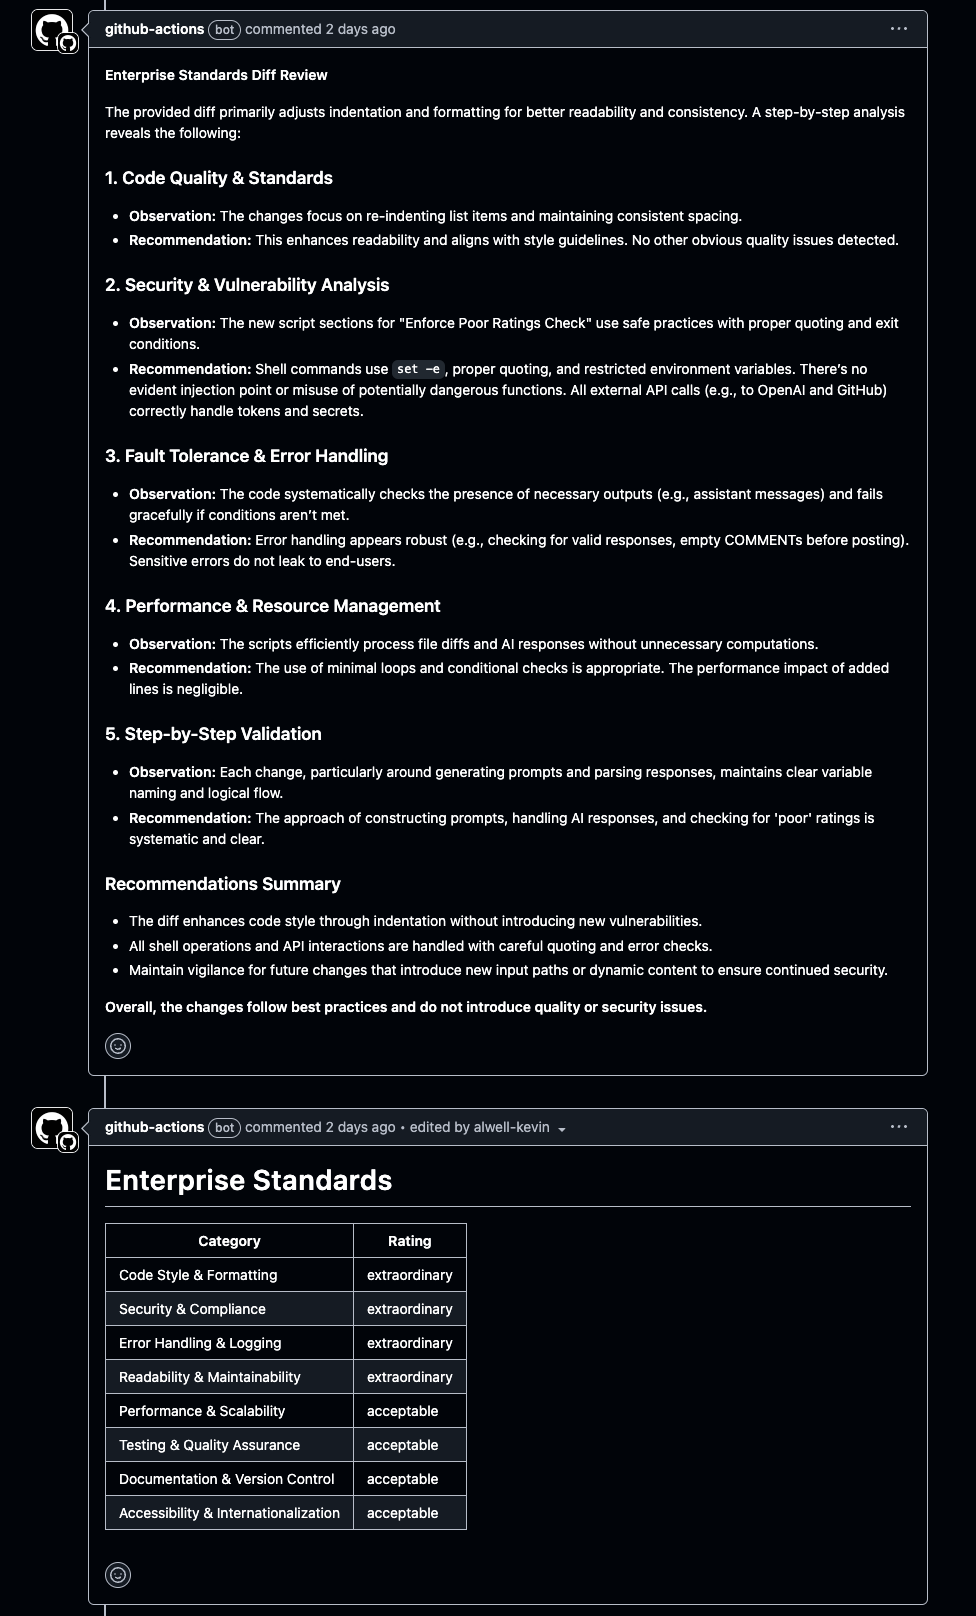 github-actions bot commented 2 days ago
Enterprise Standards Diff Review
The provided diff primarily adjusts indentation and formatting for better readability and consistency. A step-by-step analysis
reveals the following:
1. Code Quality & Standards
• Observation: The changes focus on re-indenting list items and maintaining consistent spacing.
• Recommendation: This enhances readability and aligns with style guidelines. No other obvious quality issues detected.
2. Security & Vulnerability Analysis
• Observation: The new script sections for "Enforce Poor Ratings Check" use safe practices with proper quoting and exit
conditions.
• Recommendation: Shell commands use set -e, proper quoting, and restricted environment variables. There’s no
evident injection point or misuse of potentially dangerous functions. All external API calls (e.g., to OpenAI and GitHub)
correctly handle tokens and secrets.
3. Fault Tolerance & Error Handling
• Observation: The code systematically checks the presence of necessary outputs (e.g., assistant messages) and fails
gracefully if conditions aren’t met.
• Recommendation: Error handling appears robust (e.g., checking for valid responses, empty COMMENTs before posting).
Sensitive errors do not leak to end-users.
4. Performance & Resource Management
• Observation: The scripts efficiently process file diffs and AI responses without unnecessary computations.
• Recommendation: The use of minimal loops and conditional checks is appropriate. The performance impact of added
lines is negligible.
5. Step-by-Step Validation
• Observation: Each change, particularly around generating prompts and parsing responses, maintains clear variable
naming and logical flow.
• Recommendation: The approach of constructing prompts, handling AI responses, and checking for 'poor' ratings is
systematic and clear.
Recommendations Summary
• The diff enhances code style through indentation without introducing new vulnerabilities.
• All shell operations and API interactions are handled with careful quoting and error checks.
• Maintain vigilance for future changes that introduce new input paths or dynamic content to ensure continued security.
Overall, the changes follow best practices and do not introduce quality or security issues.
github-actions bot commented 2 days ago • edited by alwell-kevin
Enterprise Standards
Category Rating
Code Style & Formatting extraordinary
Security & Compliance extraordinary
Error Handling & Logging extraordinary
Readability & Maintainability extraordinary
Performance & Scalability acceptable
Testing & Quality Assurance acceptable
Documentation & Version Control acceptable
Accessibility & Internationalization acceptable